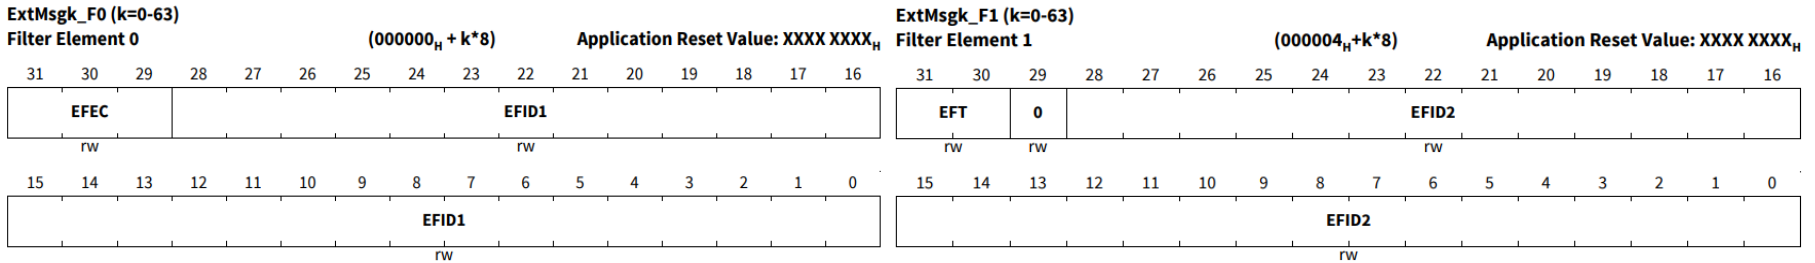 ExtMsgk_F0 (k=0-63)
Filter Element 0 (000000H + k*8) Application Reset Value: XXXX XXXXH
31 30 29 28 27 26 25 24 23 22 21 20 19 18 17 16
EFEC EFID1
rw rw
15 14 13 12 11 10 9 8 7 6 5 4 3 2 1 0
EFID1
rw
ExtMsgk_F1 (k=0-63)
Filter Element 1 (000004H+k*8) Application Reset Value: XXXX XXXXH
31 30 29 28 27 26 25 24 23 22 21 20 19 18 17 16
EFT 0 EFID2
rw rw rw
15 14 13 12 11 10 9 8 7 6 5 4 3 2 1 0
EFID2
rw